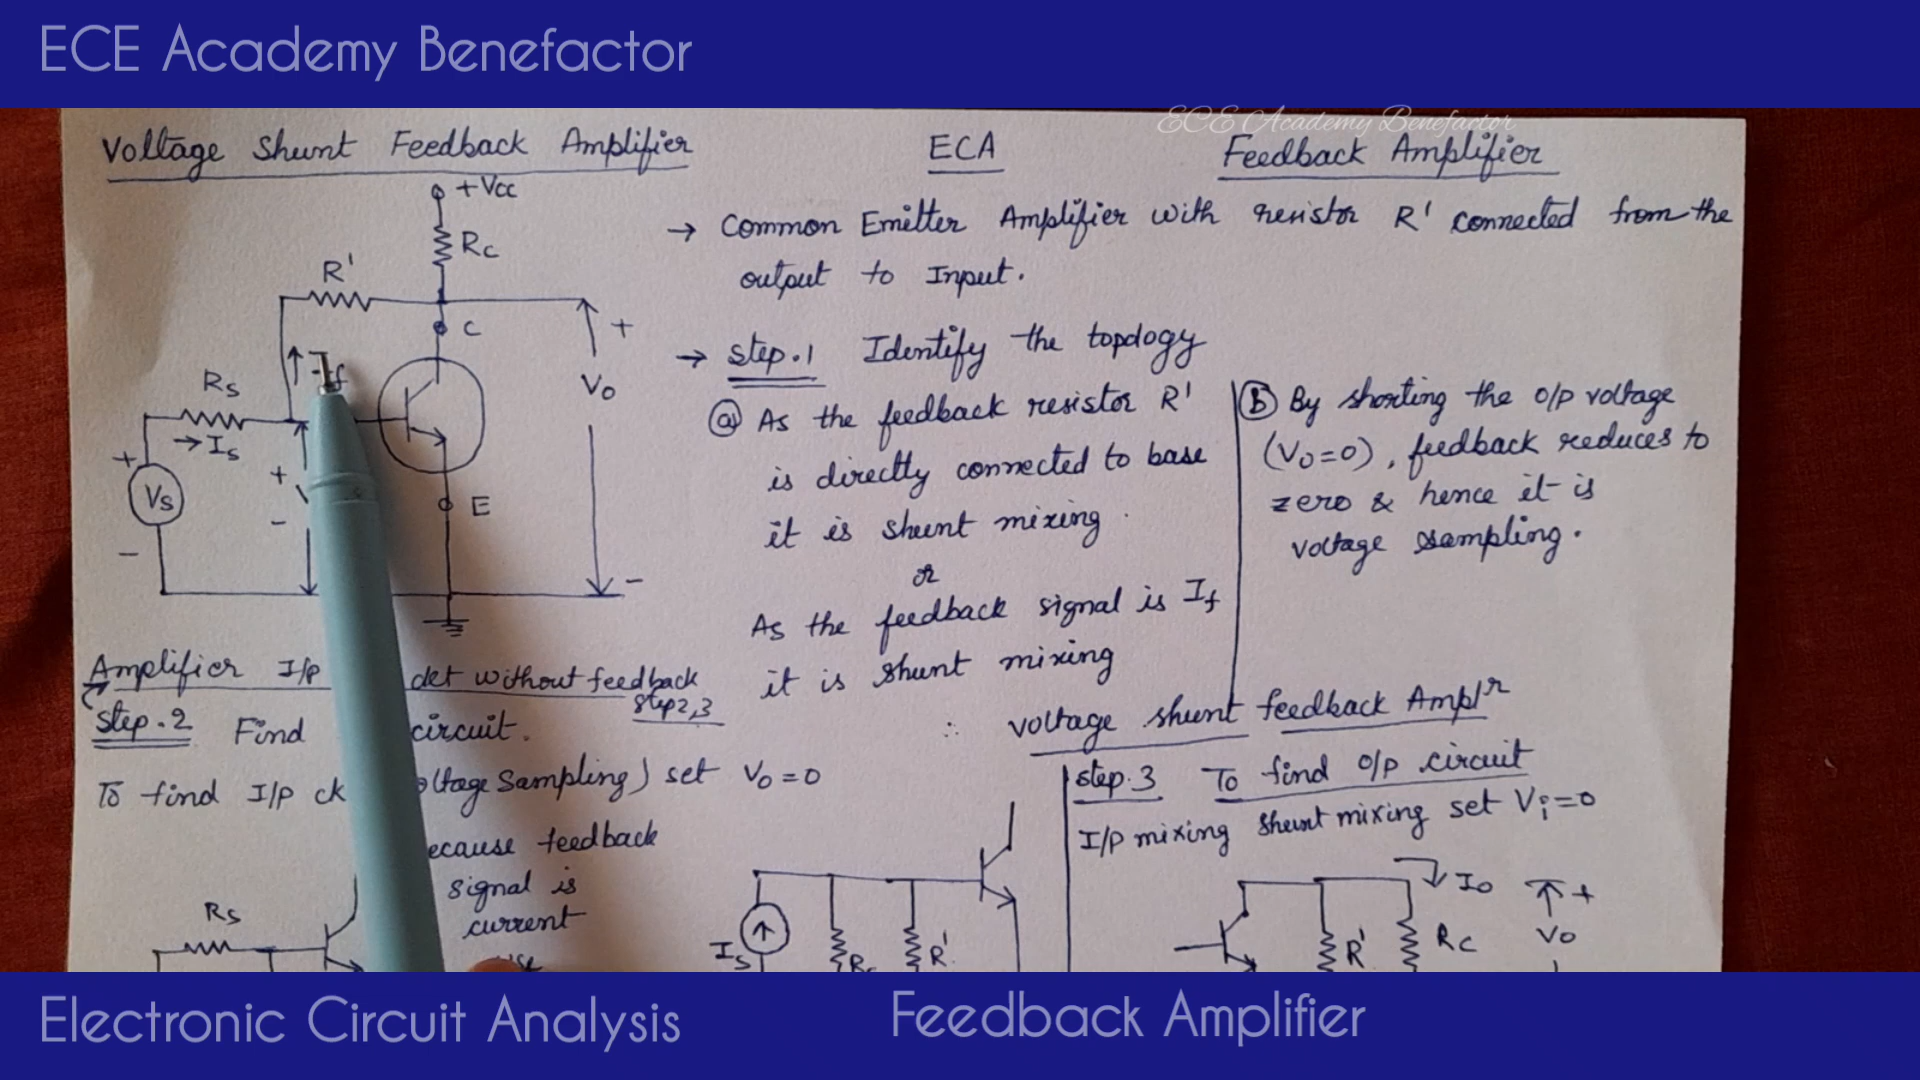 ECE Academy Benefactor
ECE Academy Benefactor
Voltage Shunt Feedback Amplifier
ECA
Feedback Amplifier
+Vcc
Rc
R'
C
If
Rs
→ Is
+
Vs
−
+
−
E
+
Vo
−
→ Common Emitter Amplifier with resistor R' connected from the
output to Input.
→ Step.1 Identify the topology
ⓐ As the feedback resistor R'
is directly connected to base
it is shunt mixing.
or
As the feedback signal is If
it is shunt mixing
ⓑ By shorting the o/p voltage
(Vo=0), feedback reduces to
zero & hence it is
voltage sampling.
∴ voltage shunt feedback Amplr
Amplifier I/p det without feedback
Step2,3
Step.2 Find circuit.
To find I/p ck Sampling) set Vo=0
feedback
signal is
current
Rs
Is
R'
step.3 To find o/p circuit
I/p mixing shunt mixing set Vi=0
Io
R'
Rc
+
Vo
Electronic Circuit Analysis
Feedback Amplifier